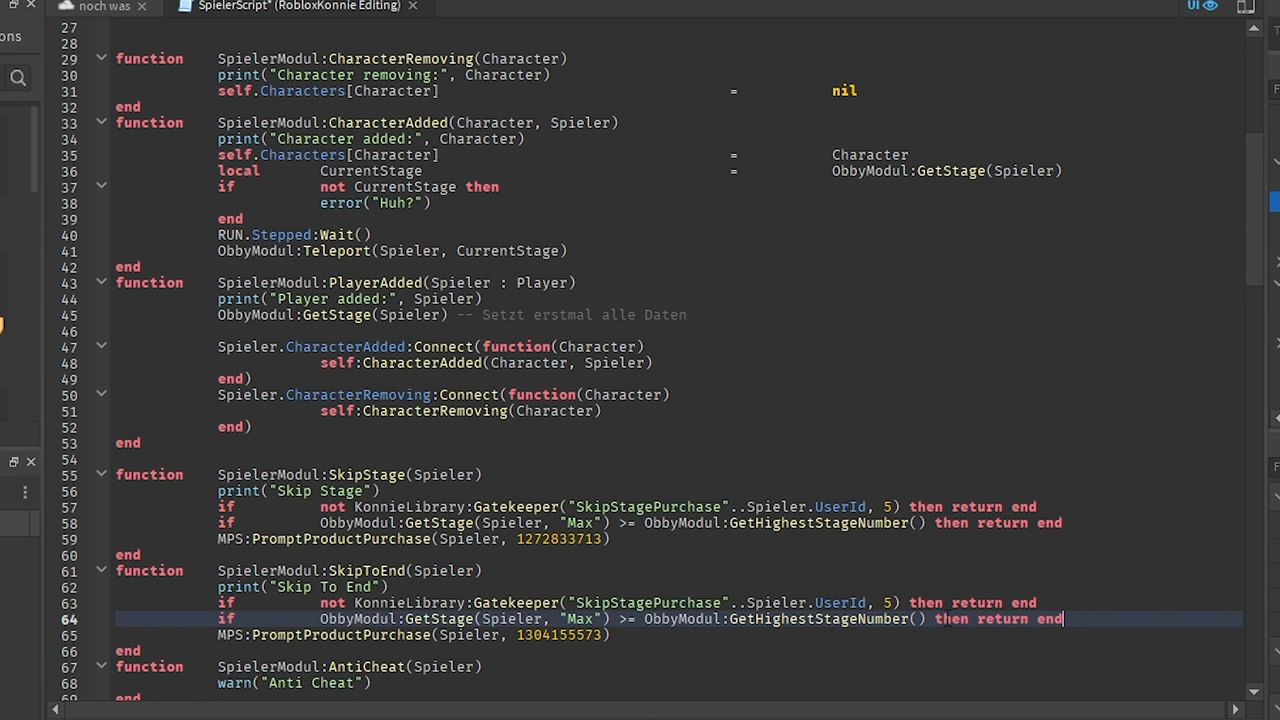 noch was
SpielerScript* (RobloxKonnie Editing)
UI
ons
27
28
29 function SpielerModul:CharacterRemoving(Character)
30 print("Character removing:", Character)
31 self.Characters[Character] = nil
32 end
33 function SpielerModul:CharacterAdded(Character, Spieler)
34 print("Character added:", Character)
35 self.Characters[Character] = Character
36 local CurrentStage = ObbyModul:GetStage(Spieler)
37 if not CurrentStage then
38 error("Huh?")
39 end
40 RUN.Stepped:Wait()
41 ObbyModul:Teleport(Spieler, CurrentStage)
42 end
43 function SpielerModul:PlayerAdded(Spieler : Player)
44 print("Player added:", Spieler)
45 ObbyModul:GetStage(Spieler) -- Setzt erstmal alle Daten
46
47 Spieler.CharacterAdded:Connect(function(Character)
48 self:CharacterAdded(Character, Spieler)
49 end)
50 Spieler.CharacterRemoving:Connect(function(Character)
51 self:CharacterRemoving(Character)
52 end)
53 end
54
55 function SpielerModul:SkipStage(Spieler)
56 print("Skip Stage")
57 if not KonnieLibrary:Gatekeeper("SkipStagePurchase"..Spieler.UserId, 5) then return end
58 if ObbyModul:GetStage(Spieler, "Max") >= ObbyModul:GetHighestStageNumber() then return end
59 MPS:PromptProductPurchase(Spieler, 1272833713)
60 end
61 function SpielerModul:SkipToEnd(Spieler)
62 print("Skip To End")
63 if not KonnieLibrary:Gatekeeper("SkipStagePurchase"..Spieler.UserId, 5) then return end
64 if ObbyModul:GetStage(Spieler, "Max") >= ObbyModul:GetHighestStageNumber() then return end
65 MPS:PromptProductPurchase(Spieler, 1304155573)
66 end
67 function SpielerModul:AntiCheat(Spieler)
68 warn("Anti Cheat")
69 end